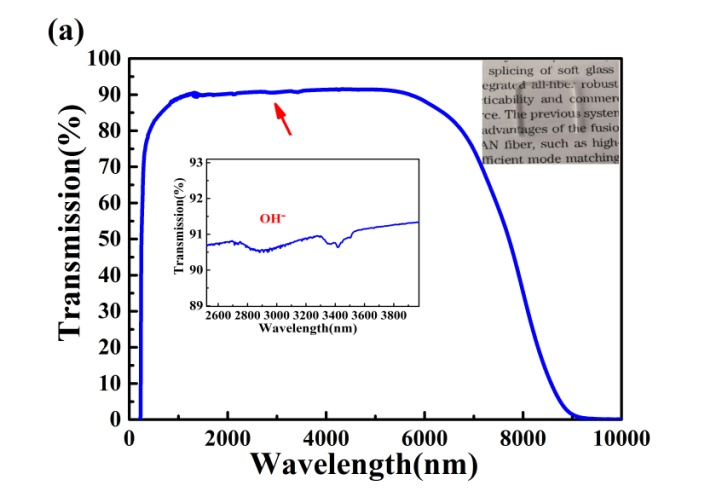 (a)
Transmission(%)
100
90
80
70
60
50
40
30
20
10
0
0 2000 4000 6000 8000 10000
Wavelength(nm)
Transmission(%)
93
92
91
90
89
OH-
2600 2800 3000 3200 3400 3600 3800
Wavelength(nm)
splicing of soft glass
egrated all-fiber robust
ticability and commerc
ce. The previous system
advantages of the fusio
AN fiber, such as high-
fficient mode matching